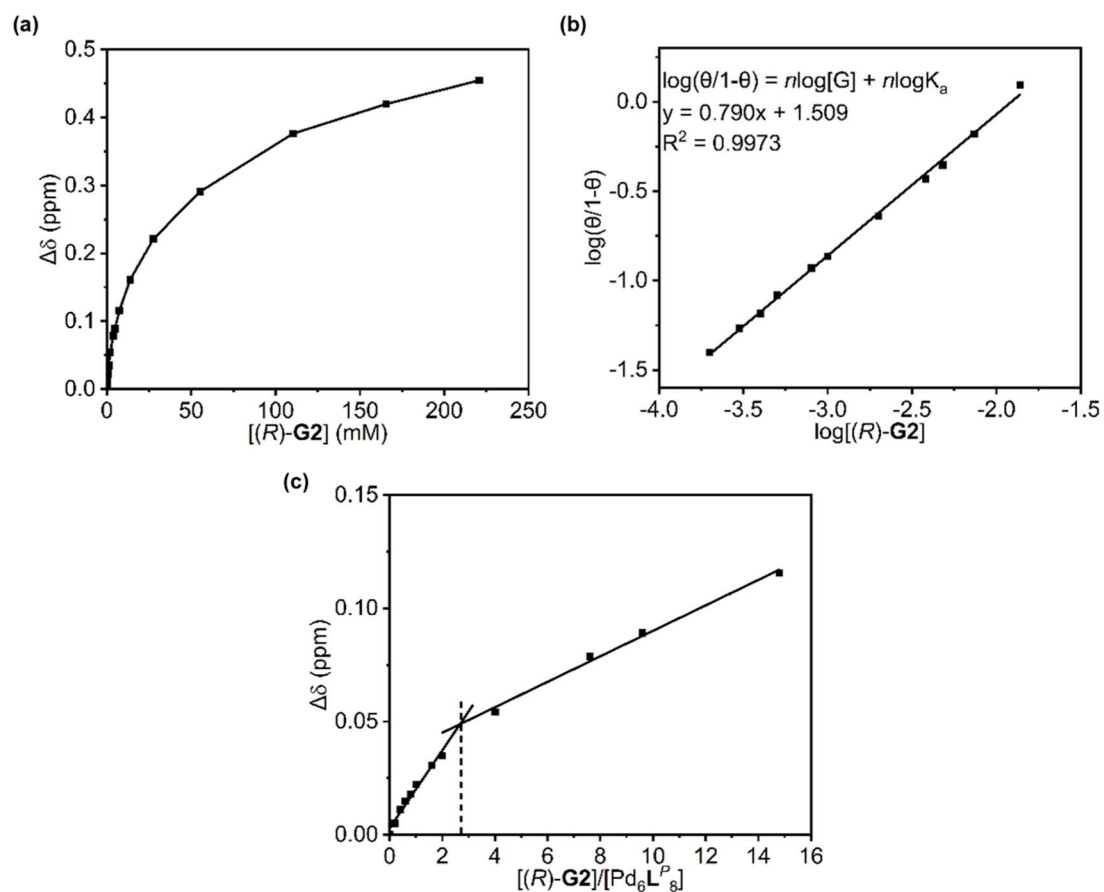 (a)
0.5
0.4
0.3
0.2
0.1
0.0
Δδ (ppm)
0 50 100 150 200 250
[(R)-G2] (mM)
(b)
log(θ/1-θ) = nlog[G] + nlogKₐ
y = 0.790x + 1.509
R² = 0.9973
0.0
-0.5
-1.0
-1.5
log(θ/1-θ)
-4.0 -3.5 -3.0 -2.5 -2.0 -1.5
log[(R)-G2]
(c)
0.15
0.10
0.05
0.00
Δδ (ppm)
0 2 4 6 8 10 12 14 16
[(R)-G2]/[Pd₆Lᴾ₈]